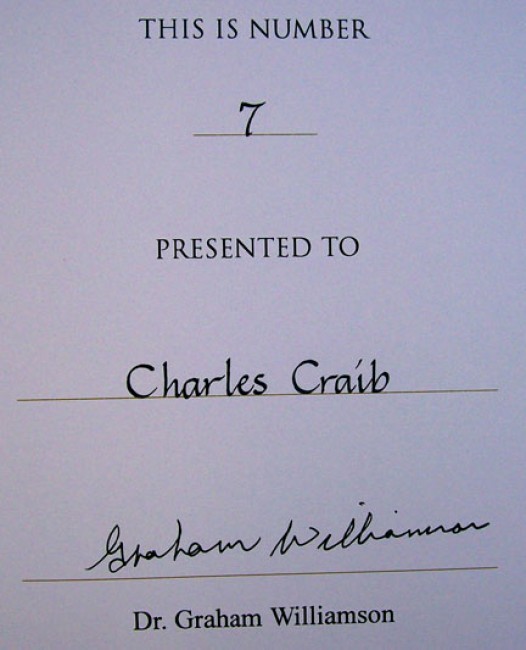 THIS IS NUMBER
7
PRESENTED TO
Charles Craib
Graham Williamson
Dr. Graham Williamson